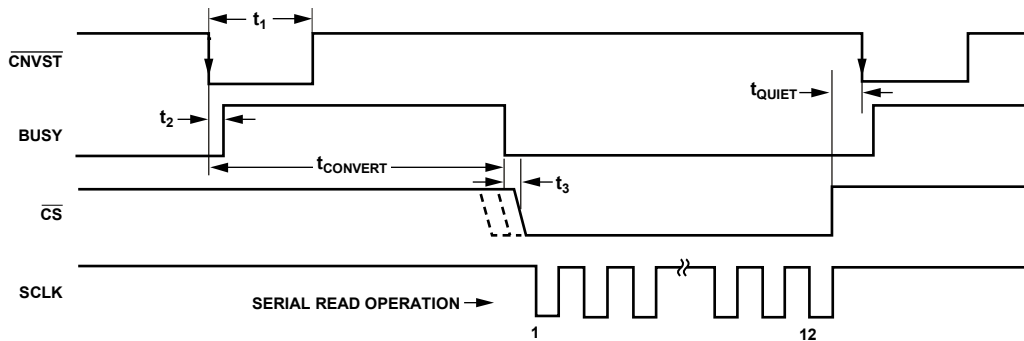 t1
CNVST
tQUIET
t2
BUSY
tCONVERT
t3
CS
SCLK
SERIAL READ OPERATION
1
12